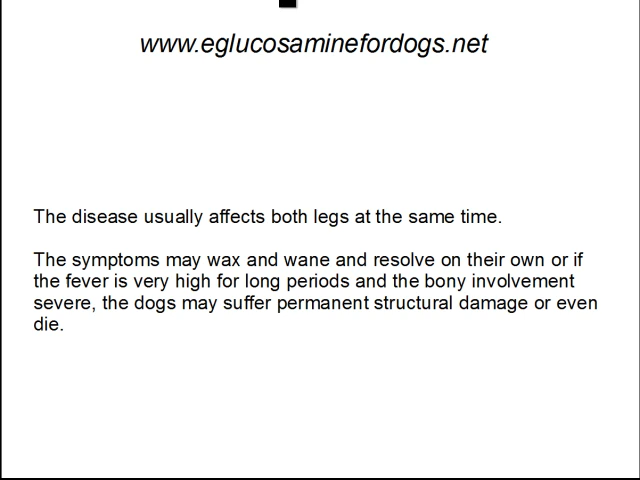 www.eglucosaminefordogs.net
The disease usually affects both legs at the same time.
The symptoms may wax and wane and resolve on their own or if
the fever is very high for long periods and the bony involvement
severe, the dogs may suffer permanent structural damage or even
die.